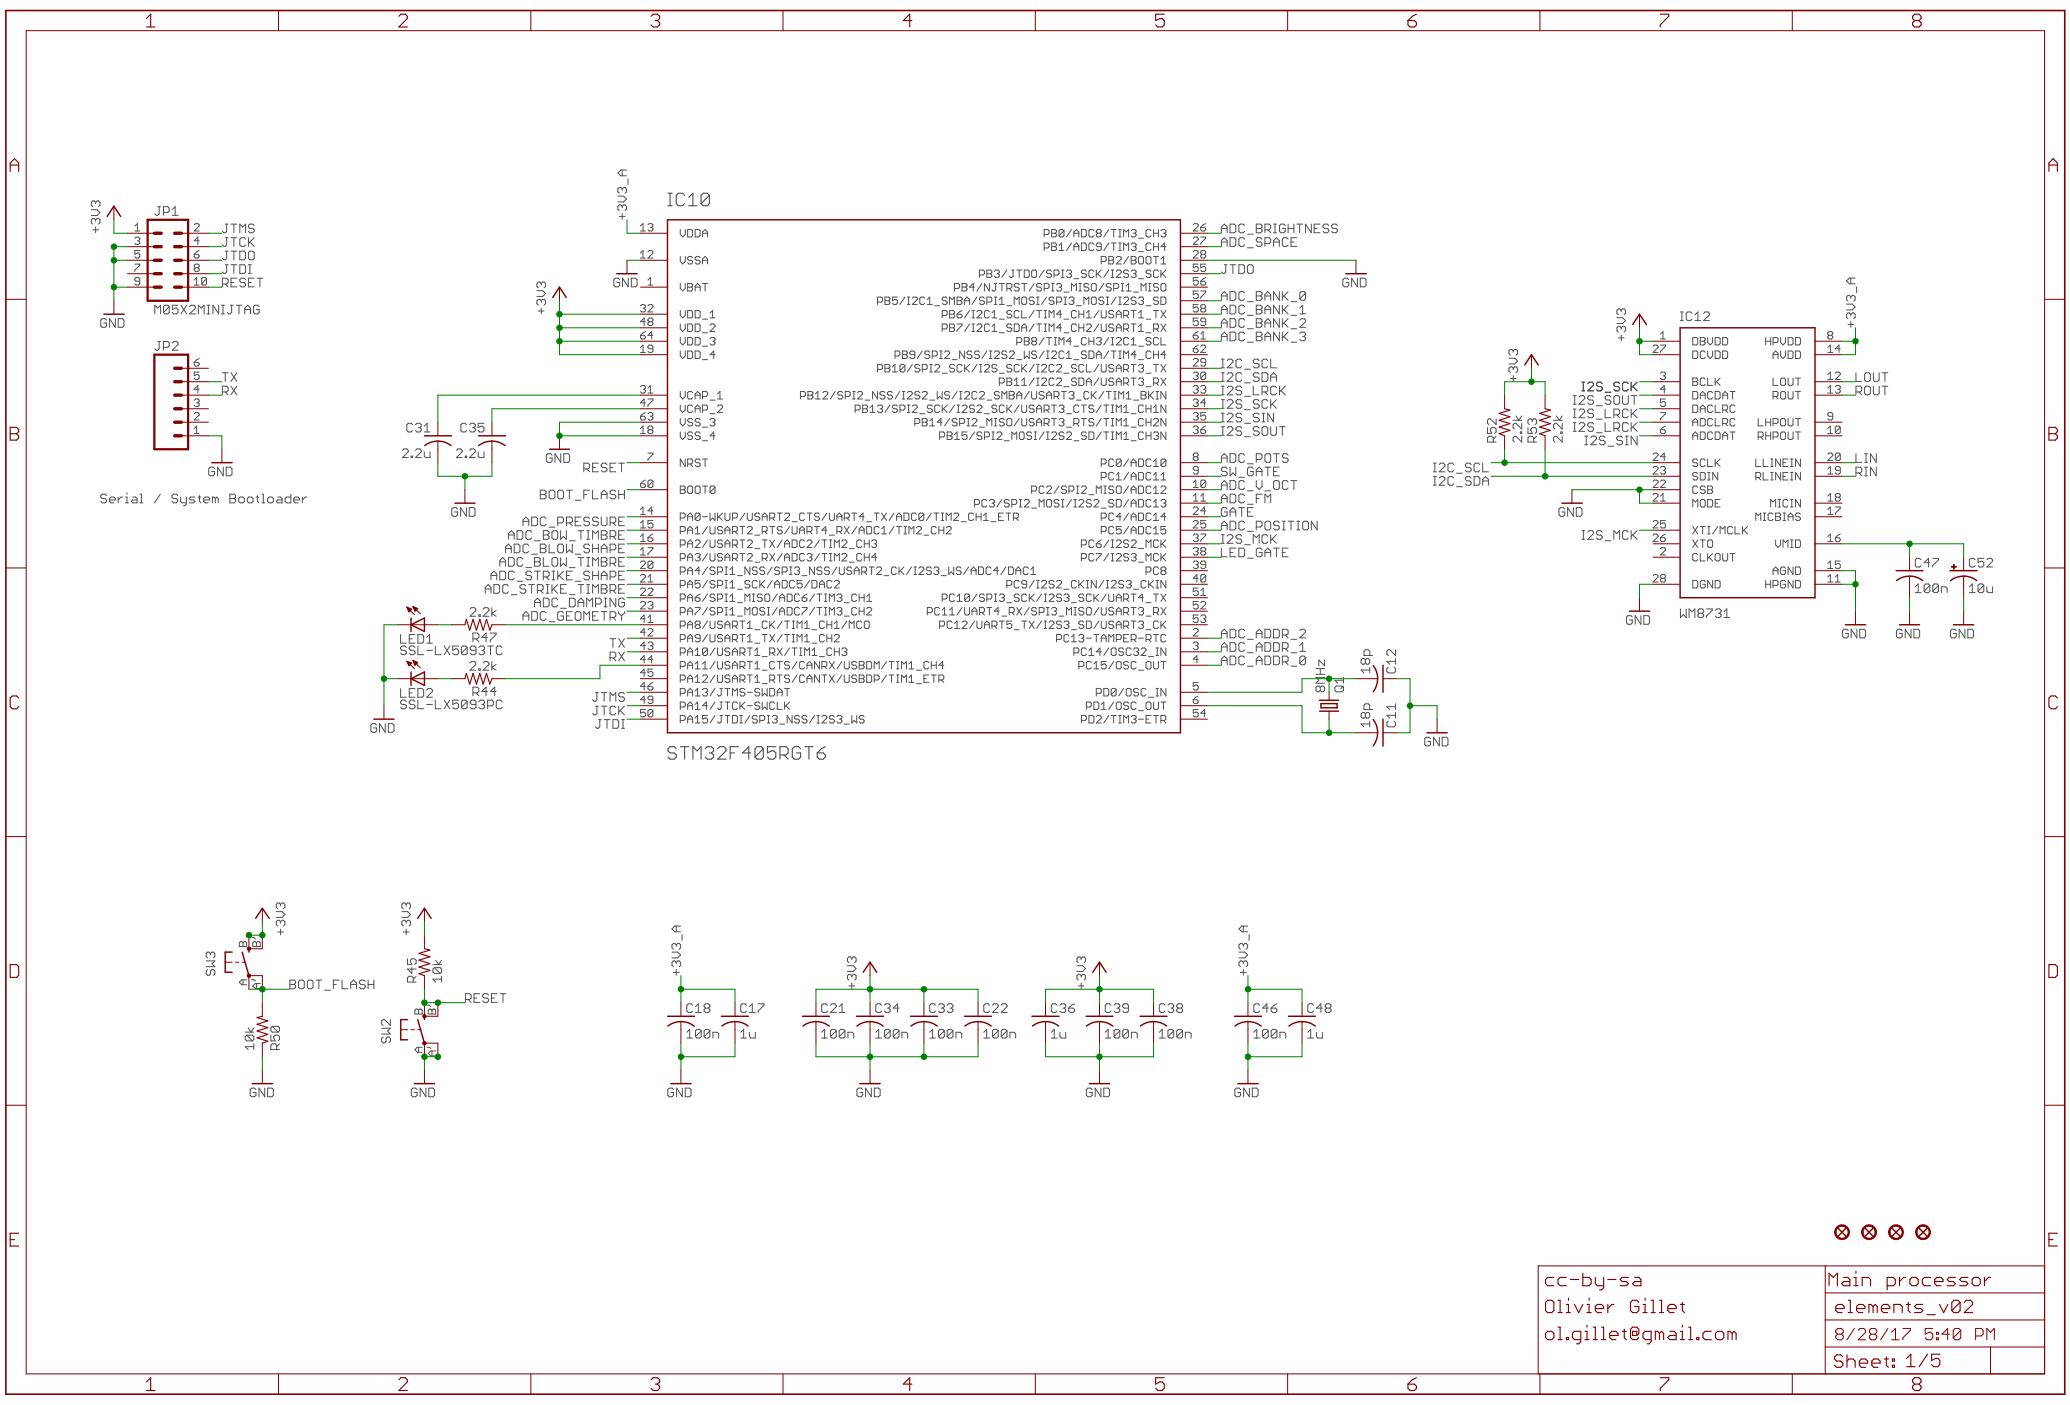 1 2 3 4 5 6 7 8
A
B
C
D
E
A
B
C
D
E
1 2 3 4 5 6 7 8
+3V3
JP1
1 2 JTMS
3 4 JTCK
5 6 JTDO
7 8 JTDI
9 10 RESET
M05X2MINIJTAG
GND
JP2
6
5 TX
4 RX
3
2
1
GND
Serial / System Bootloader
IC10
+3V3_A
13 VDDA
12 VSSA
GND
1 VBAT
+3V3
32 VDD_1
48 VDD_2
64 VDD_3
19 VDD_4
31 VCAP_1
47 VCAP_2
63 VSS_3
18 VSS_4
C31
2.2u
C35
2.2u
GND
GND
RESET 7 NRST
BOOT_FLASH 60 BOOT0
ADC_PRESSURE 14 PA0-WKUP/USART2_CTS/UART4_TX/ADC0/TIM2_CH1_ETR
ADC_BOW_TIMBRE 15 PA1/USART2_RTS/UART4_RX/ADC1/TIM2_CH2
ADC_BLOW_SHAPE 16 PA2/USART2_TX/ADC2/TIM2_CH3
ADC_BLOW_TIMBRE 17 PA3/USART2_RX/ADC3/TIM2_CH4
ADC_STRIKE_SHAPE 20 PA4/SPI1_NSS/SPI3_NSS/USART2_CK/I2S3_WS/ADC4/DAC1
ADC_STRIKE_TIMBRE 21 PA5/SPI1_SCK/ADC5/DAC2
ADC_DAMPING 22 PA6/SPI1_MISO/ADC6/TIM3_CH1
ADC_GEOMETRY 23 PA7/SPI1_MOSI/ADC7/TIM3_CH2
41 PA8/USART1_CK/TIM1_CH1/MCO
TX 42 PA9/USART1_TX/TIM1_CH2
RX 43 PA10/USART1_RX/TIM1_CH3
44 PA11/USART1_CTS/CANRX/USBDM/TIM1_CH4
45 PA12/USART1_RTS/CANTX/USBDP/TIM1_ETR
JTMS 46 PA13/JTMS-SWDAT
JTCK 49 PA14/JTCK-SWCLK
JTDI 50 PA15/JTDI/SPI3_NSS/I2S3_WS
STM32F405RGT6
LED1
SSL-LX5093TC
2.2k
R47
LED2
SSL-LX5093PC
2.2k
R44
GND
PB0/ADC8/TIM3_CH3 26 ADC_BRIGHTNESS
PB1/ADC9/TIM3_CH4 27 ADC_SPACE
PB2/BOOT1 28
GND
PB3/JTDO/SPI3_SCK/I2S3_SCK 55 JTDO
PB4/NJTRST/SPI3_MISO/SPI1_MISO 56
PB5/I2C1_SMBA/SPI1_MOSI/SPI3_MOSI/I2S3_SD 57 ADC_BANK_0
PB6/I2C1_SCL/TIM4_CH1/USART1_TX 58 ADC_BANK_1
PB7/I2C1_SDA/TIM4_CH2/USART1_RX 59 ADC_BANK_2
PB8/TIM4_CH3/I2C1_SCL 61 ADC_BANK_3
PB9/SPI2_NSS/I2S2_WS/I2C1_SDA/TIM4_CH4 62
PB10/SPI2_SCK/I2S2_SCK/I2C2_SCL/USART3_TX 29 I2C_SCL
PB11/I2C2_SDA/USART3_RX 30 I2C_SDA
PB12/SPI2_NSS/I2S2_WS/I2C2_SMBA/USART3_CK/TIM1_BKIN 33 I2S_LRCK
PB13/SPI2_SCK/I2S2_SCK/USART3_CTS/TIM1_CH1N 34 I2S_SCK
PB14/SPI2_MISO/USART3_RTS/TIM1_CH2N 35 I2S_SIN
PB15/SPI2_MOSI/I2S2_SD/TIM1_CH3N 36 I2S_SOUT
PC0/ADC10 8 ADC_POTS
PC1/ADC11 9 SW_GATE
PC2/SPI2_MISO/ADC12 10 ADC_V_OCT
PC3/SPI2_MOSI/I2S2_SD/ADC13 11 ADC_FM
PC4/ADC14 24 GATE
PC5/ADC15 25 ADC_POSITION
PC6/I2S2_MCK 37 I2S_MCK
PC7/I2S3_MCK 38 LED_GATE
PC8 39
PC9/I2S2_CKIN/I2S3_CKIN 40
PC10/SPI3_SCK/I2S3_SCK/UART4_TX 51
PC11/UART4_RX/SPI3_MISO/USART3_RX 52
PC12/UART5_TX/I2S3_SD/USART3_CK 53
PC13-TAMPER-RTC 2 ADC_ADDR_2
PC14/OSC32_IN 3 ADC_ADDR_1
PC15/OSC_OUT 4 ADC_ADDR_0
PD0/OSC_IN 5
PD1/OSC_OUT 6
PD2/TIM3-ETR 54
8MHz
Q1
18p
C12
18p
C11
GND
+3V3
R52
2.2k
R53
2.2k
I2C_SCL
I2C_SDA
+3V3
IC12
1 DBVDD
27 DCVDD
I2S_SCK 3 BCLK
I2S_SOUT 4 DACDAT
I2S_LRCK 5 DACLRC
I2S_LRCK 7 ADCLRC
I2S_SIN 6 ADCDAT
24 SCLK
23 SDIN
22 CSB
21 MODE
GND
I2S_MCK 25 XTI/MCLK
26 XTO
2 CLKOUT
28 DGND
GND
WM8731
+3V3_A
HPVDD 8
AVDD 14
LOUT 12 LOUT
ROUT 13 ROUT
LHPOUT 9
RHPOUT 10
LLINEIN 20 LIN
RLINEIN 19 RIN
MICIN 18
MICBIAS 17
VMID 16
AGND 15
HPGND 11
C47
100n
C52
10u
GND GND GND
+3V3
SW3
B B'
A A'
BOOT_FLASH
10k
R50
GND
+3V3
R45
10k
RESET
SW2
B B'
A A'
GND
+3V3_A
C18 C17
100n 1u
GND
+3V3
C21 C34 C33 C22
100n 100n 100n 100n
GND
+3V3
C36 C39 C38
1u 100n 100n
GND
+3V3_A
C46 C48
100n 1u
GND
cc-by-sa
Olivier Gillet
ol.gillet@gmail.com
Main processor
elements_v02
8/28/17 5:40 PM
Sheet: 1/5